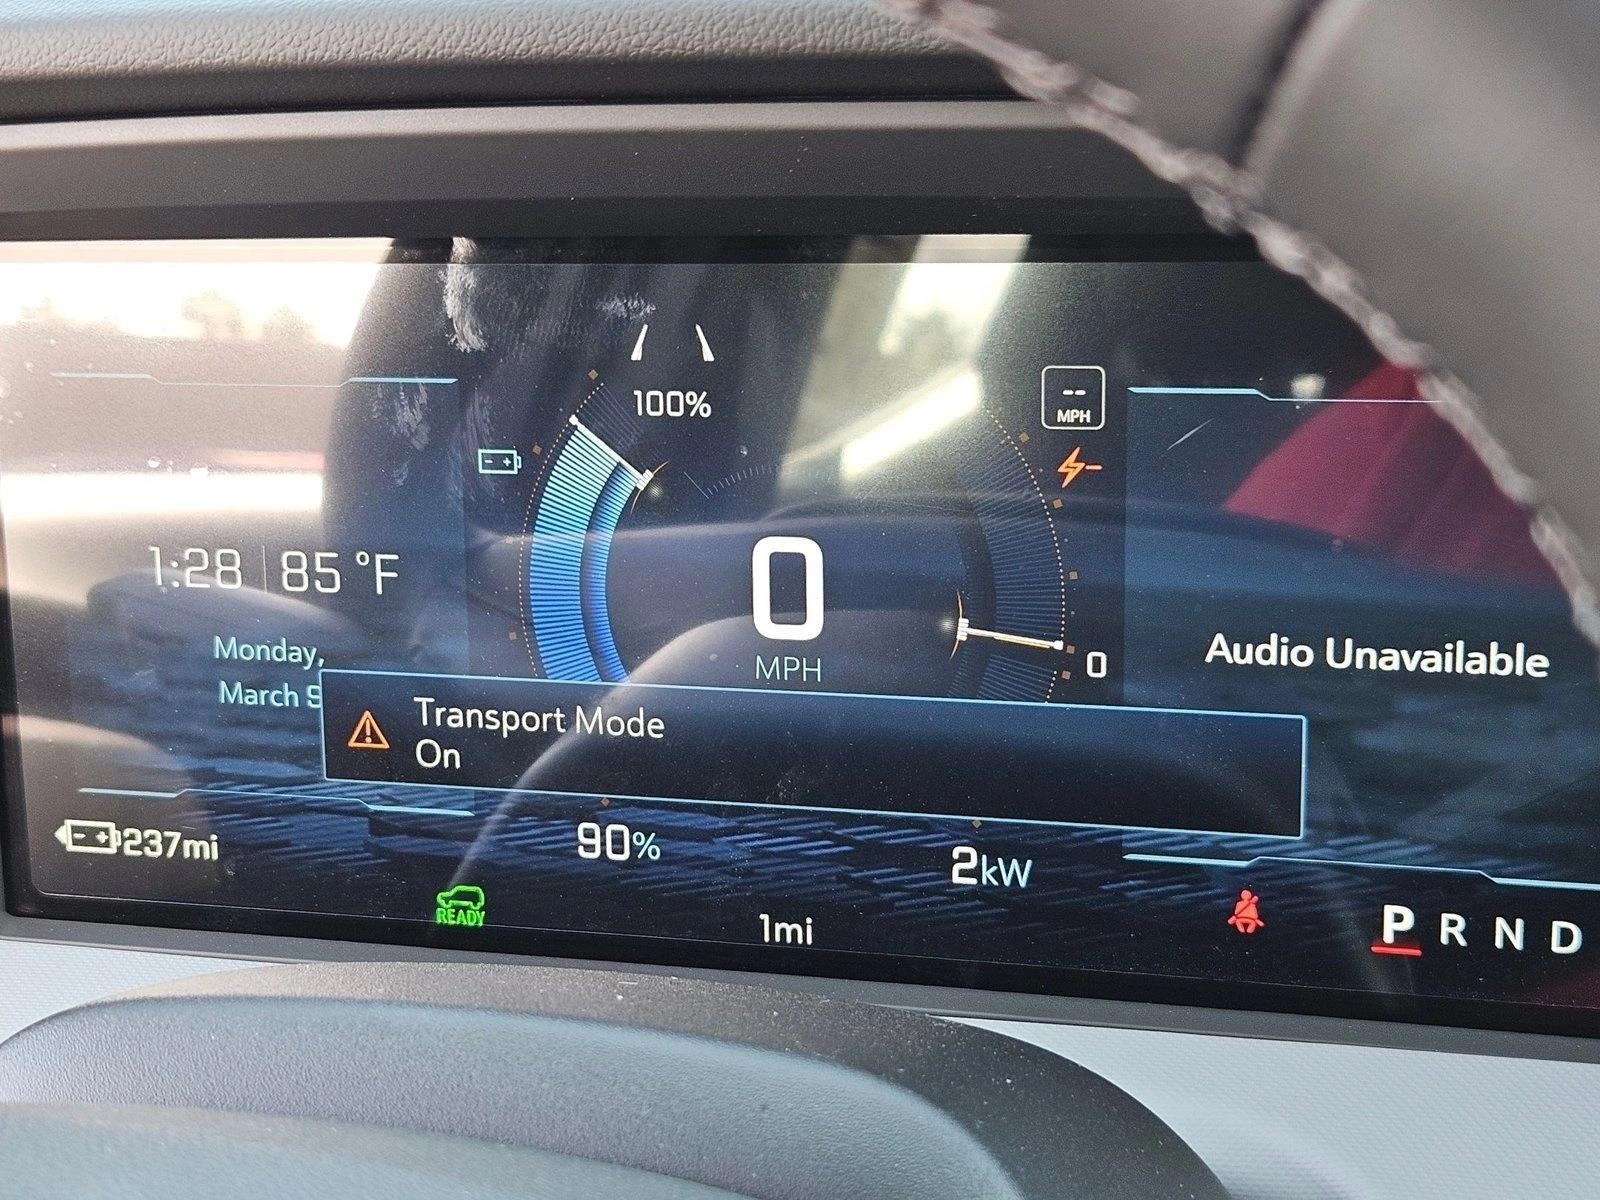 100%
--
MPH
1:28 | 85 °F
0
MPH
0
Monday,
March
Audio Unavailable
Transport Mode
On
237mi
90%
2kW
READY
1mi
P R N D